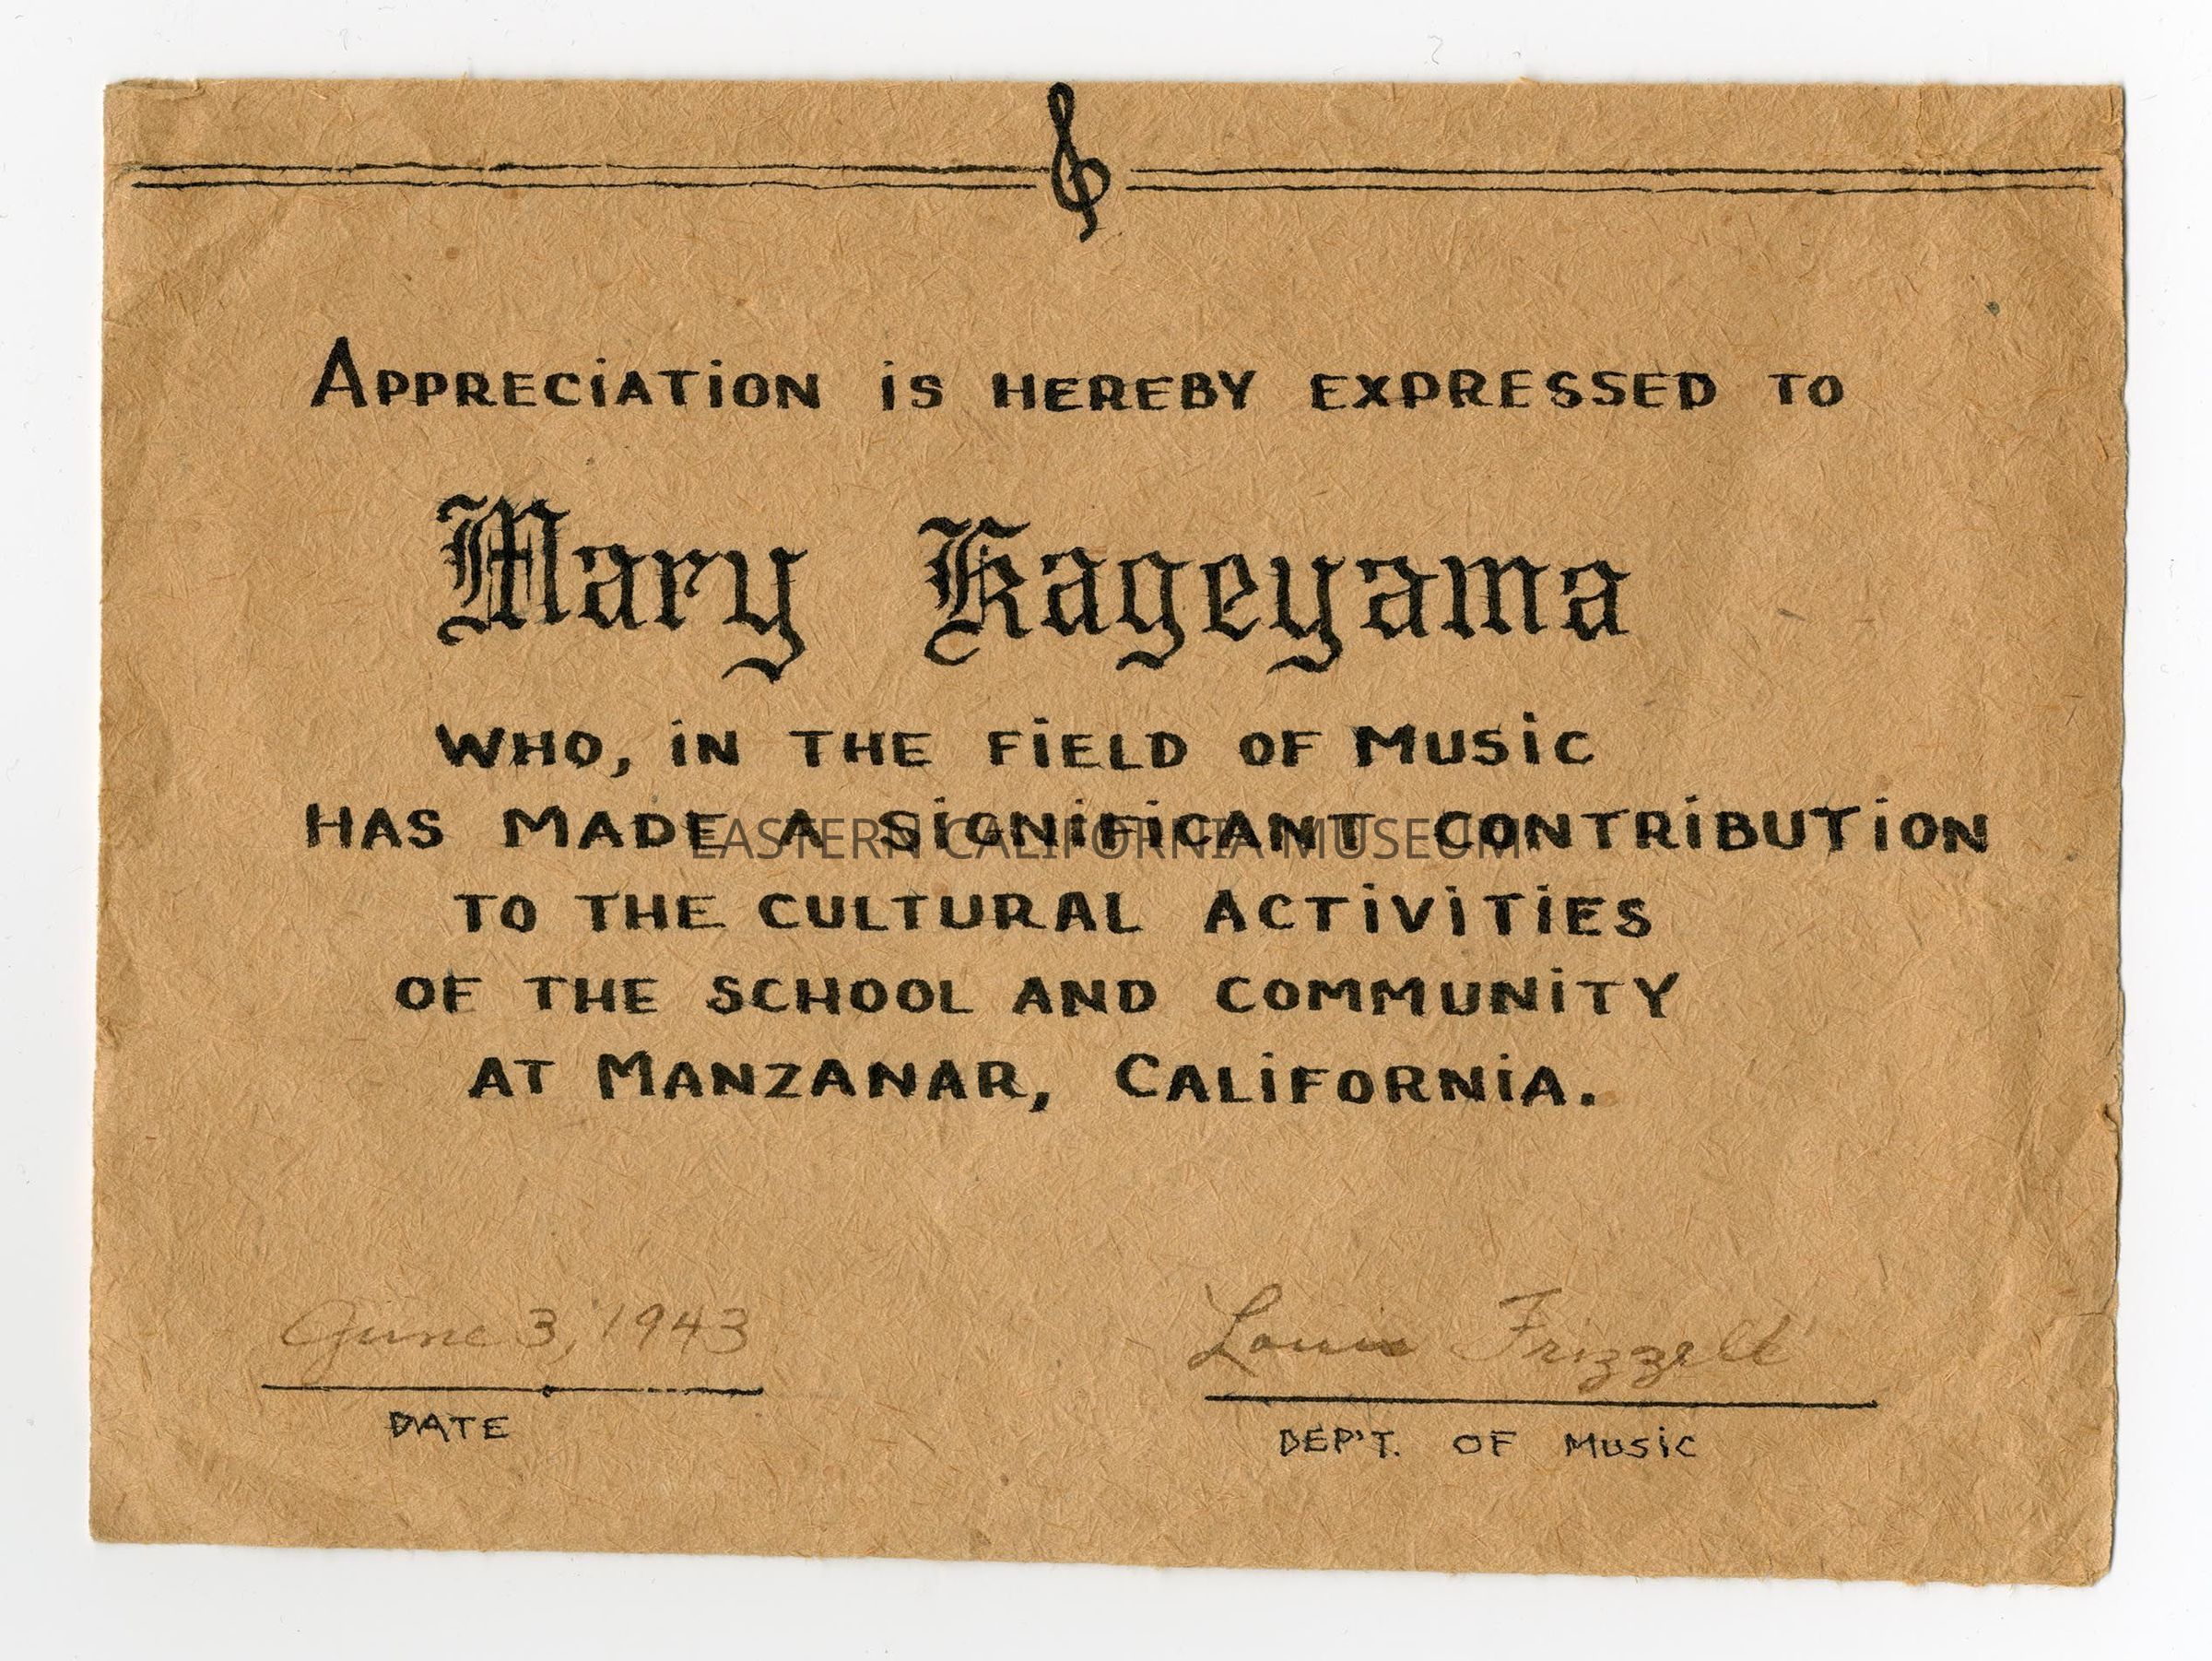 Appreciation is hereby expressed to
Mary Kageyama
who, in the field of Music
has made a significant contribution
to the cultural activities
of the school and community
at Manzanar, California.
June 3, 1943
Louis Frizzell
DATE
DEP'T. OF MUSIC
EASTERN CALIFORNIA MUSEUM